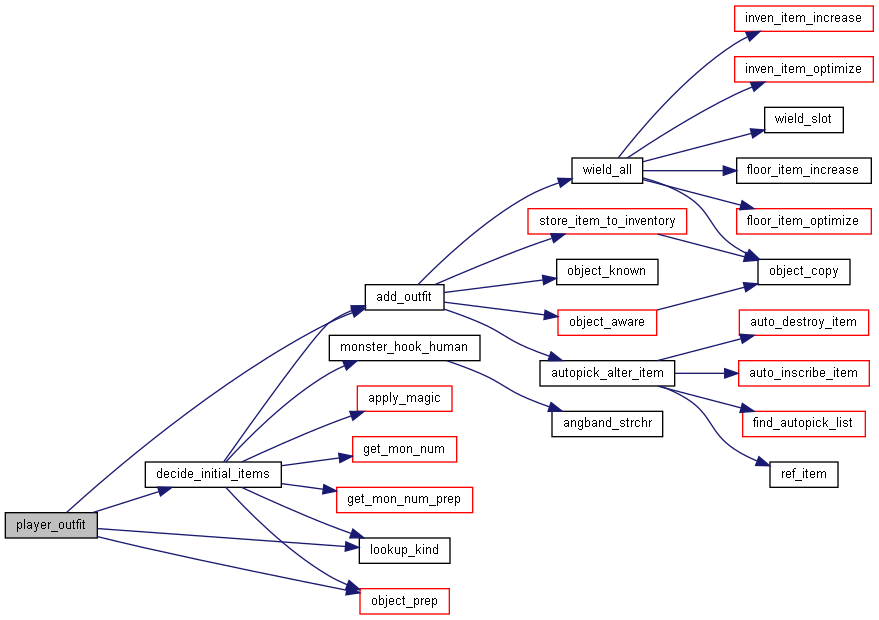 inven_item_increase
inven_item_optimize
wield_slot
wield_all
floor_item_increase
store_item_to_inventory
floor_item_optimize
object_known
object_copy
add_outfit
object_aware
auto_destroy_item
monster_hook_human
autopick_alter_item
auto_inscribe_item
apply_magic
angband_strchr
find_autopick_list
get_mon_num
decide_initial_items
ref_item
get_mon_num_prep
player_outfit
lookup_kind
object_prep